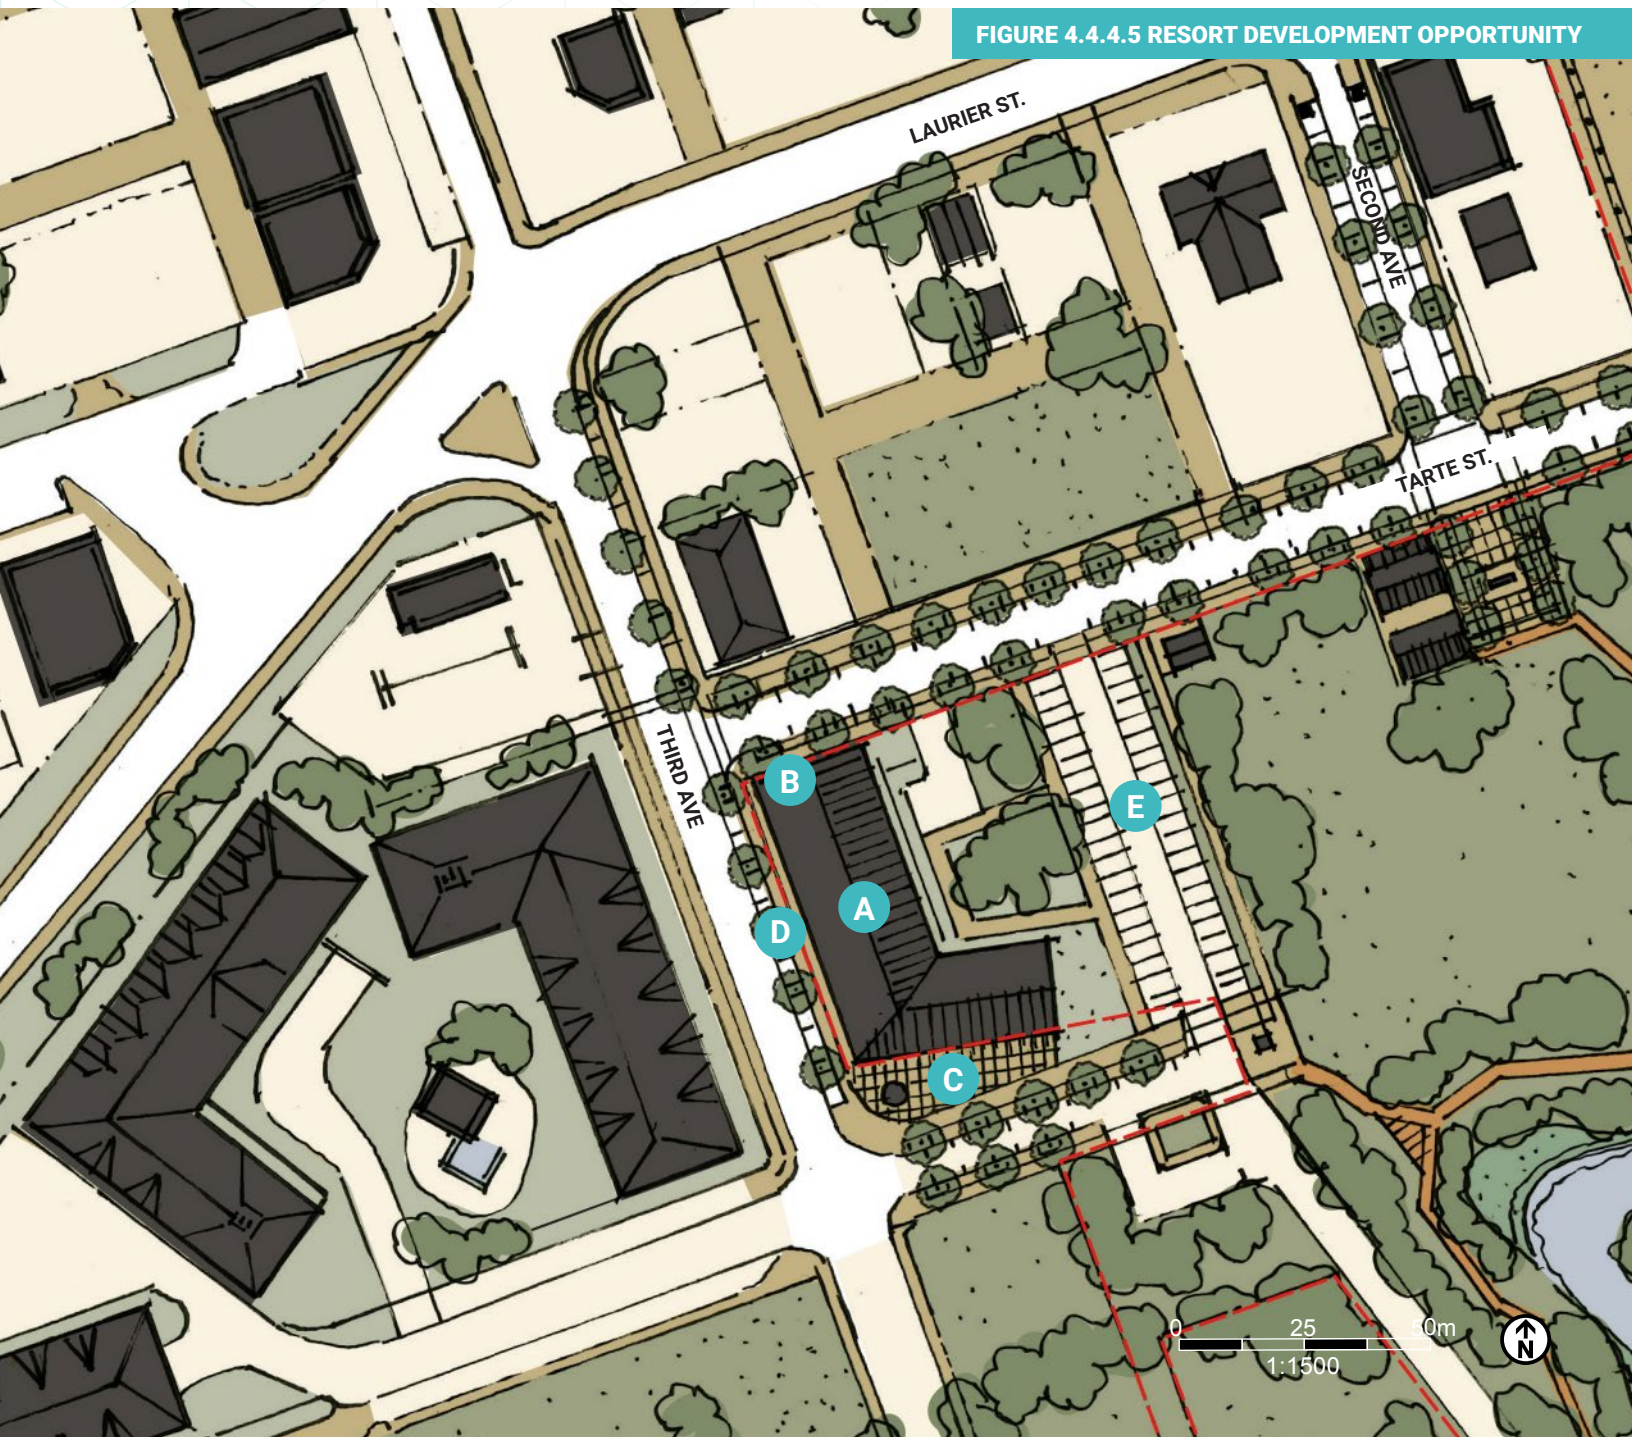 FIGURE 4.4.4.5 RESORT DEVELOPMENT OPPORTUNITY
LAURIER ST.
SECOND AVE
TARTE ST.
THIRD AVE
B
E
A
D
C
0 25 50m
1:1500
N